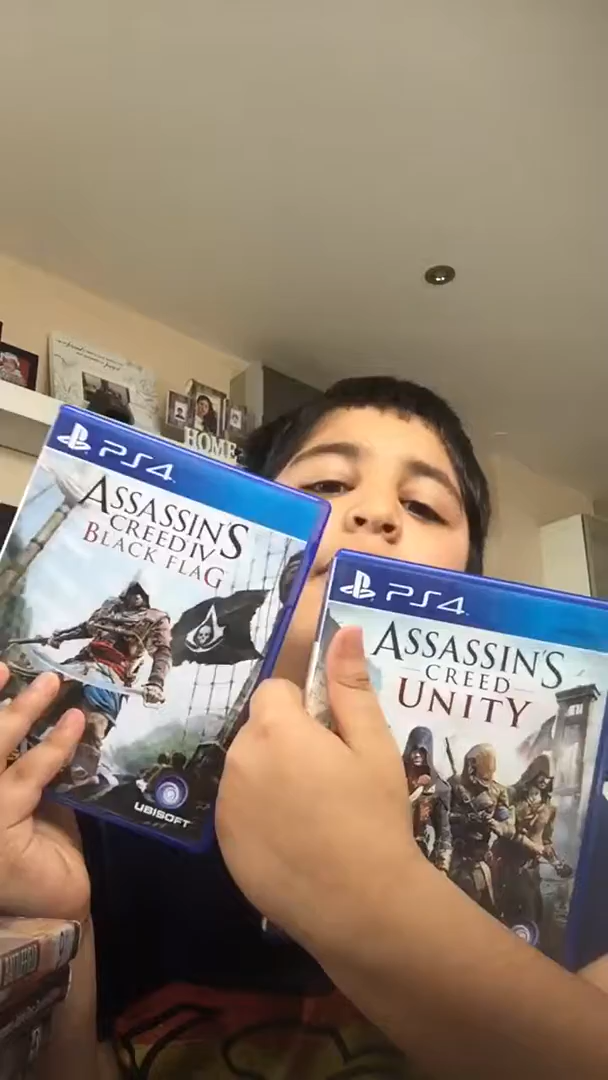 HOME
PS4
ASSASSIN'S
CREED IV
BLACK FLAG
UBISOFT
PS4
ASSASSIN'S
CREED
UNITY